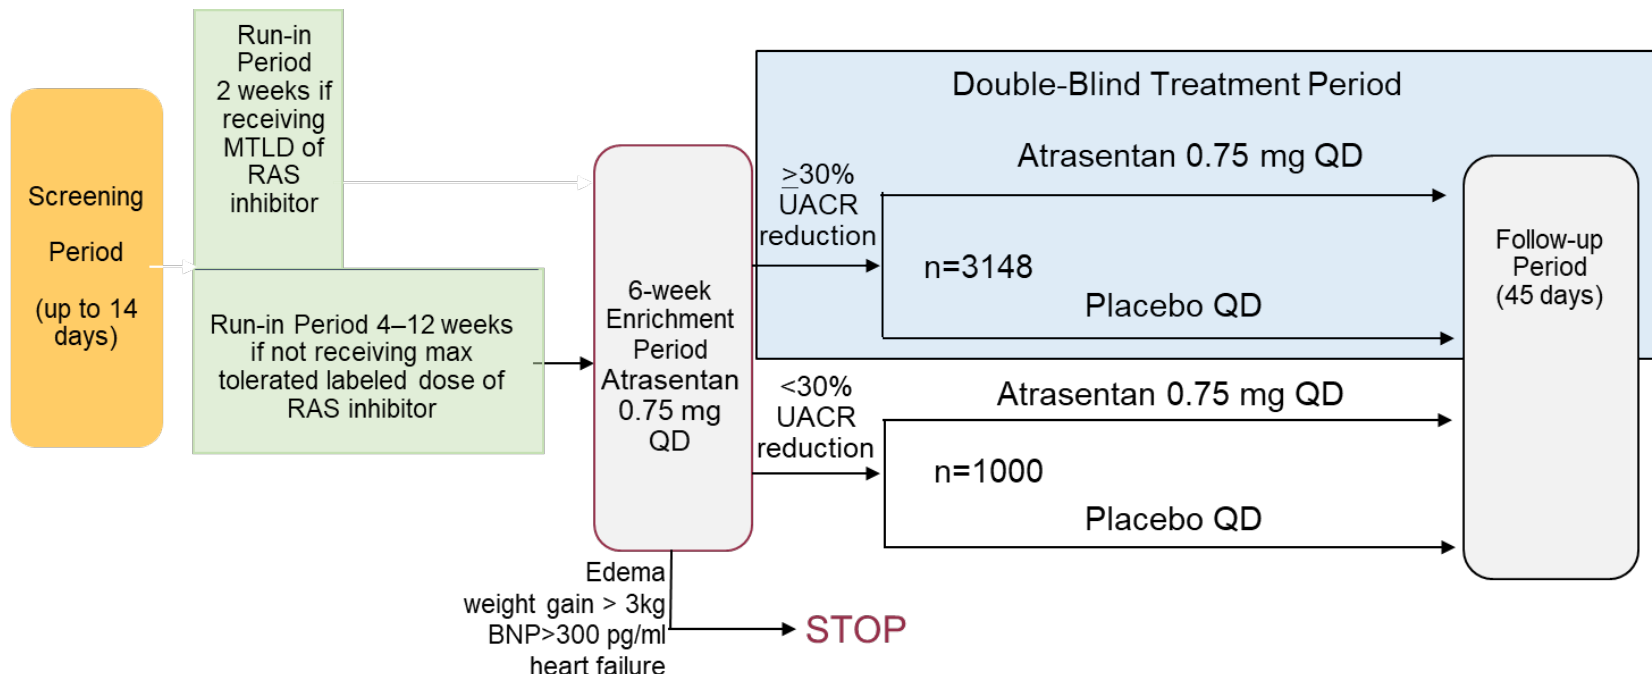 Screening
Period
(up to 14
days)
Run-in
Period
2 weeks if
receiving
MTLD of
RAS
inhibitor
Run-in Period 4–12 weeks
if not receiving max
tolerated labeled dose of
RAS inhibitor
6-week
Enrichment
Period
Atrasentan
0.75 mg
QD
Edema
weight gain > 3kg
BNP>300 pg/ml
heart failure
STOP
Double-Blind Treatment Period
≥30%
UACR
reduction
Atrasentan 0.75 mg QD
n=3148
Placebo QD
<30%
UACR
reduction
Atrasentan 0.75 mg QD
n=1000
Placebo QD
Follow-up
Period
(45 days)